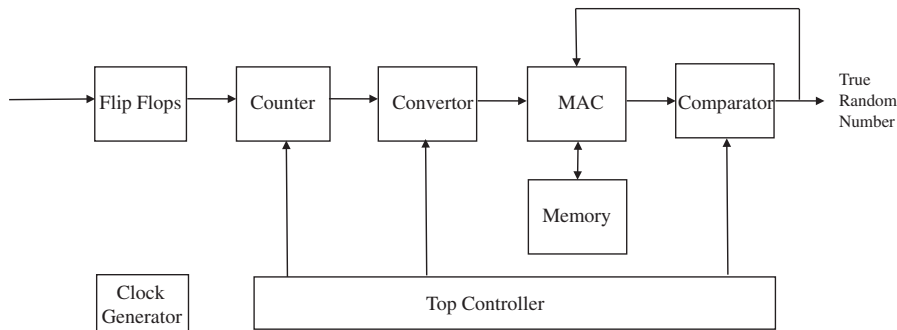 Flip Flops
Counter
Convertor
MAC
Comparator
True
Random
Number
Memory
Clock
Generator
Top Controller